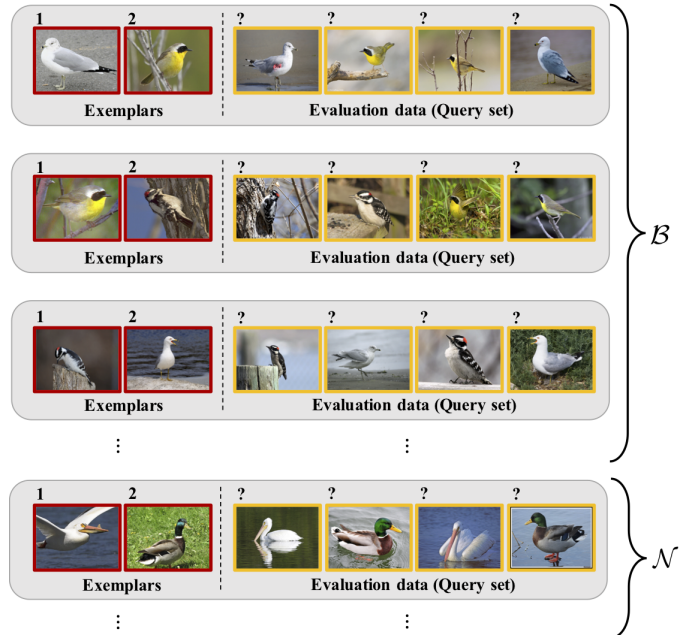 1 2 ? ? ? ?
Exemplars Evaluation data (Query set)
1 2 ? ? ? ?
Exemplars Evaluation data (Query set)
ℬ
1 2 ? ? ? ?
Exemplars Evaluation data (Query set)
⋮ ⋮
1 2 ? ? ? ?
𝒩
Exemplars Evaluation data (Query set)
⋮ ⋮